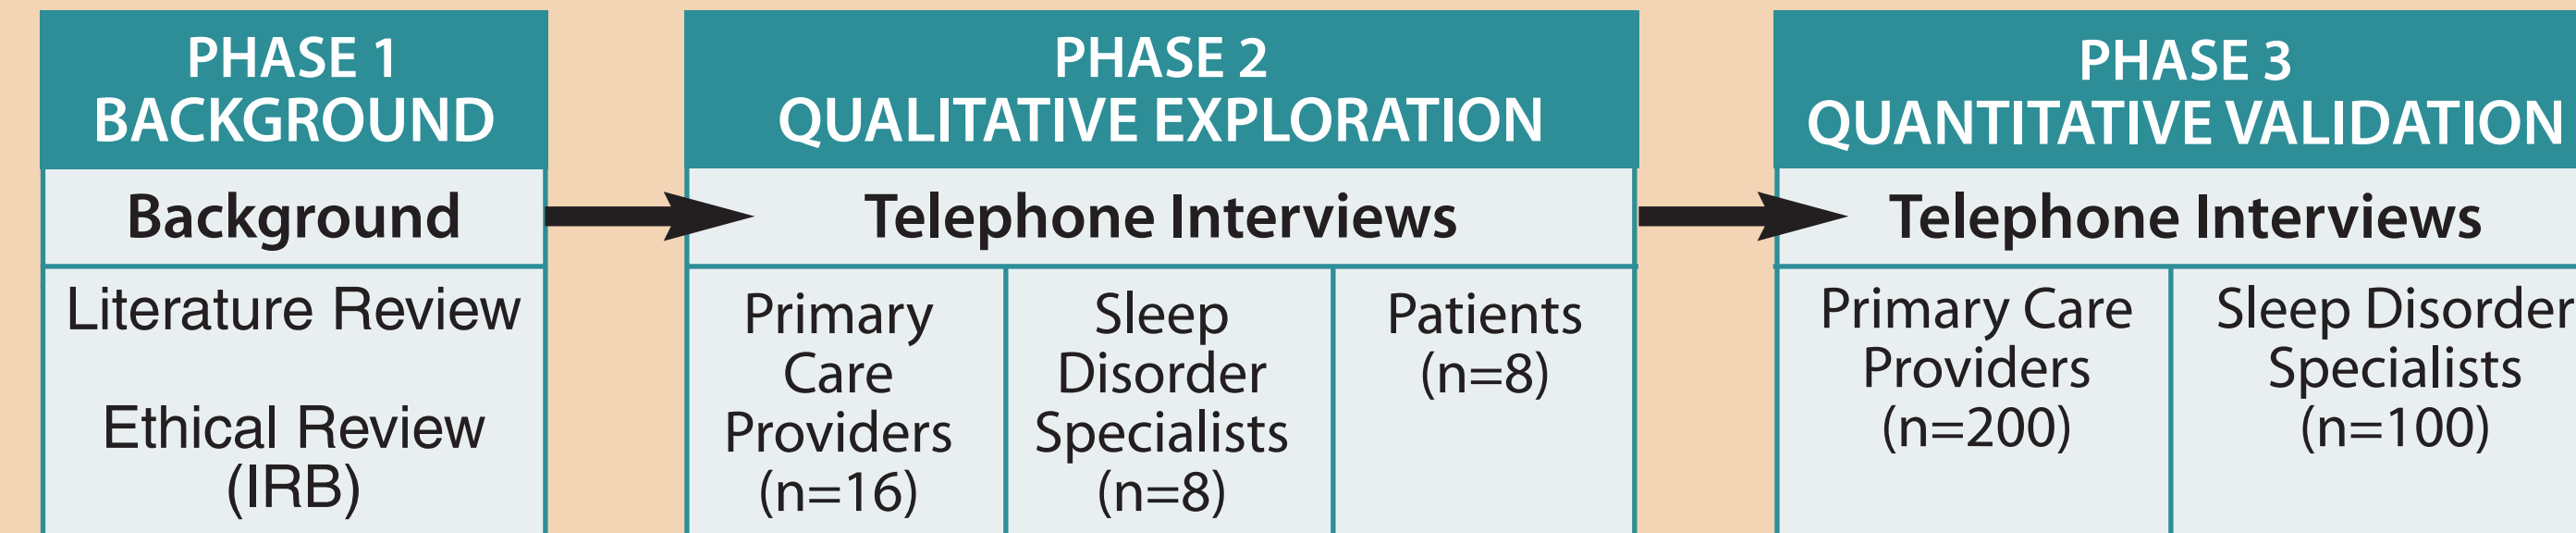 PHASE 1
BACKGROUND
Background
Literature Review
Ethical Review
(IRB)
PHASE 2
QUALITATIVE EXPLORATION
Telephone Interviews
Primary
Care
Providers
(n=16)
Sleep
Disorder
Specialists
(n=8)
Patients
(n=8)
PHASE 3
QUANTITATIVE VALIDATION
Telephone Interviews
Primary Care
Providers
(n=200)
Sleep Disorder
Specialists
(n=100)